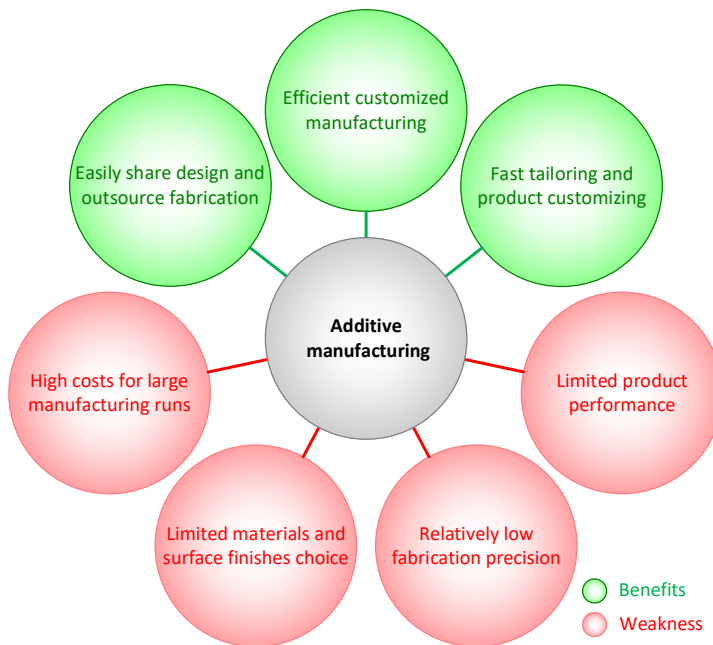 Efficient customized
manufacturing
Easily share design and
outsource fabrication
Fast tailoring and
product customizing
Additive
manufacturing
High costs for large
manufacturing runs
Limited product
performance
Limited materials and
surface finishes choice
Relatively low
fabrication precision
Benefits
Weakness